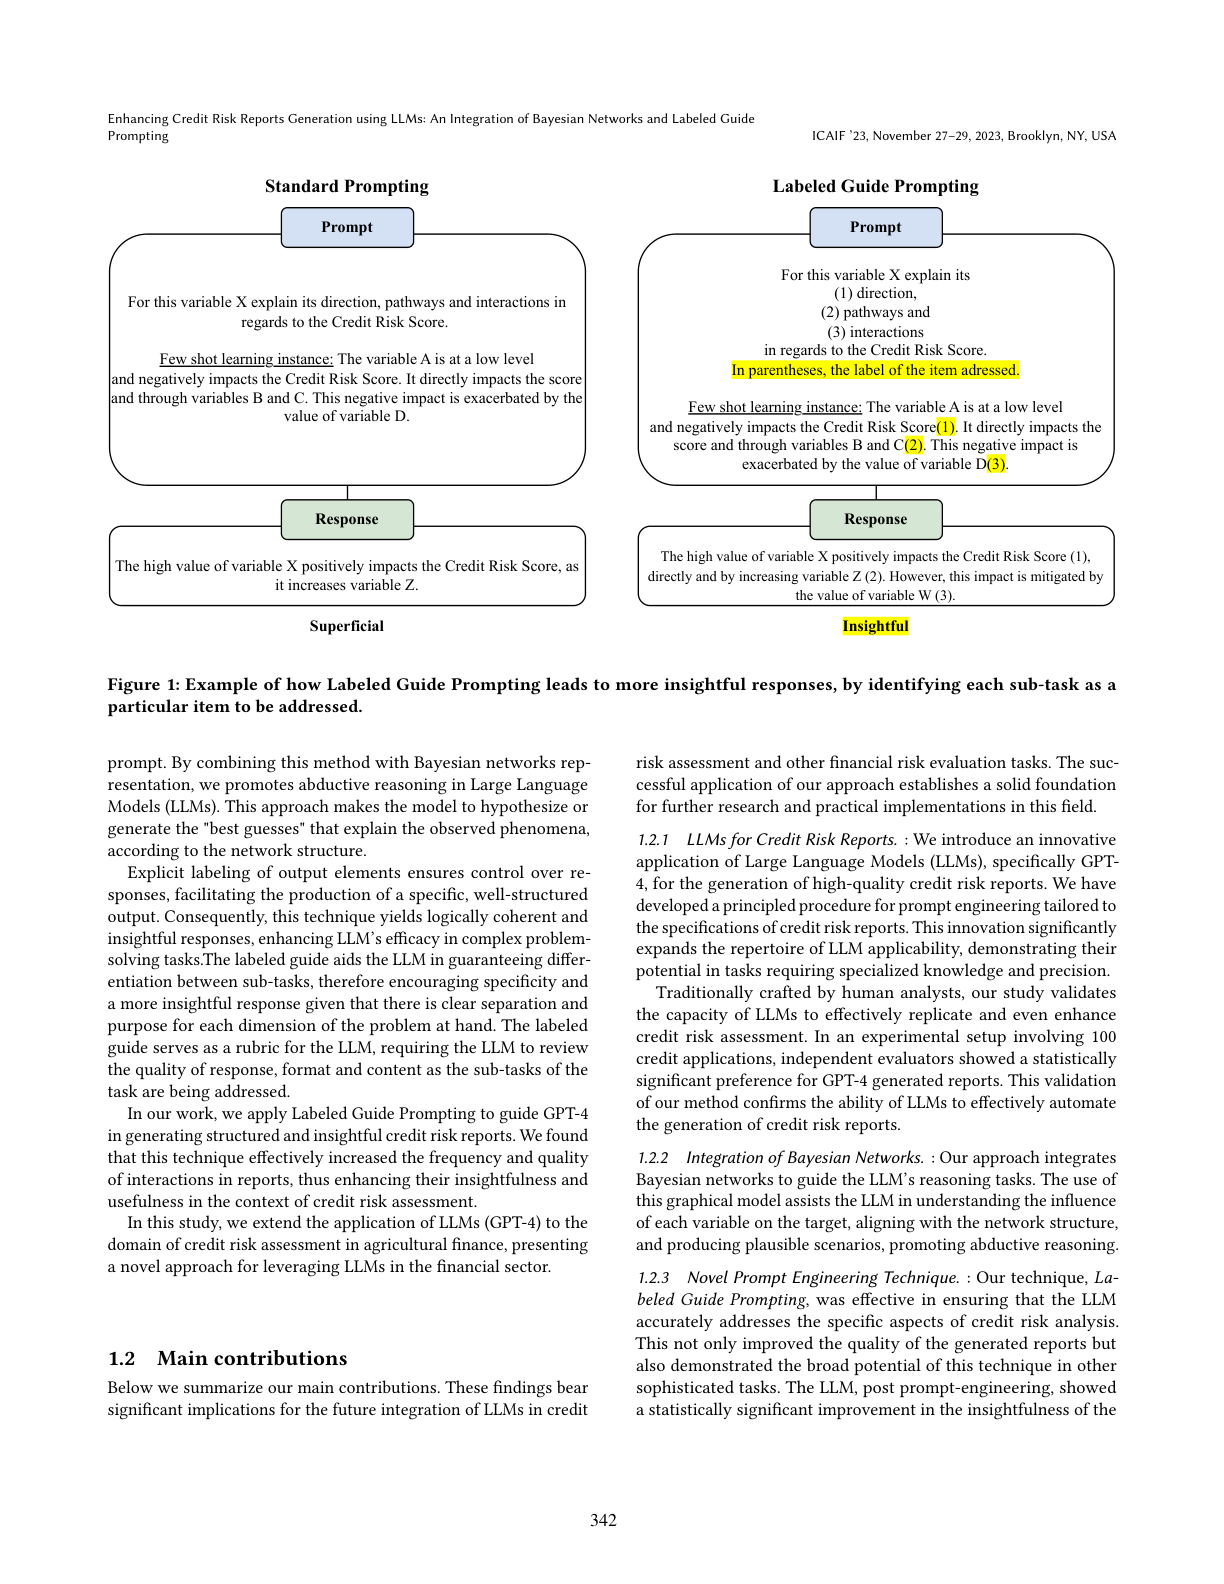 Enhancing Credit Risk Reports Generation using LLMs: An Integration of Bayesian Networks and Labeled Guide
Prompting
ICAIF '23, November 27–29, 2023, Brooklyn, NY, USA
Standard Prompting
Prompt
For this variable X explain its direction, pathways and interactions in
regards to the Credit Risk Score.
Few shot learning instance: The variable A is at a low level
and negatively impacts the Credit Risk Score. It directly impacts the score
and through variables B and C. This negative impact is exacerbated by the
value of variable D.
Response
The high value of variable X positively impacts the Credit Risk Score, as
it increases variable Z.
Superficial
Labeled Guide Prompting
Prompt
For this variable X explain its
(1) direction,
(2) pathways and
(3) interactions
in regards to the Credit Risk Score.
In parentheses, the label of the item adressed.
Few shot learning instance: The variable A is at a low level
and negatively impacts the Credit Risk Score(1). It directly impacts the
score and through variables B and C(2). This negative impact is
exacerbated by the value of variable D(3).
Response
The high value of variable X positively impacts the Credit Risk Score (1),
directly and by increasing variable Z (2). However, this impact is mitigated by
the value of variable W (3).
Insightful
Figure 1: Example of how Labeled Guide Prompting leads to more insightful responses, by identifying each sub-task as a
particular item to be addressed.
prompt. By combining this method with Bayesian networks rep-
resentation, we promotes abductive reasoning in Large Language
Models (LLMs). This approach makes the model to hypothesize or
generate the "best guesses" that explain the observed phenomena,
according to the network structure.
Explicit labeling of output elements ensures control over re-
sponses, facilitating the production of a specific, well-structured
output. Consequently, this technique yields logically coherent and
insightful responses, enhancing LLM's efficacy in complex problem-
solving tasks.The labeled guide aids the LLM in guaranteeing differ-
entiation between sub-tasks, therefore encouraging specificity and
a more insightful response given that there is clear separation and
purpose for each dimension of the problem at hand. The labeled
guide serves as a rubric for the LLM, requiring the LLM to review
the quality of response, format and content as the sub-tasks of the
task are being addressed.
In our work, we apply Labeled Guide Prompting to guide GPT-4
in generating structured and insightful credit risk reports. We found
that this technique effectively increased the frequency and quality
of interactions in reports, thus enhancing their insightfulness and
usefulness in the context of credit risk assessment.
In this study, we extend the application of LLMs (GPT-4) to the
domain of credit risk assessment in agricultural finance, presenting
a novel approach for leveraging LLMs in the financial sector.
1.2 Main contributions
Below we summarize our main contributions. These findings bear
significant implications for the future integration of LLMs in credit
risk assessment and other financial risk evaluation tasks. The suc-
cessful application of our approach establishes a solid foundation
for further research and practical implementations in this field.
1.2.1 LLMs for Credit Risk Reports. : We introduce an innovative
application of Large Language Models (LLMs), specifically GPT-
4, for the generation of high-quality credit risk reports. We have
developed a principled procedure for prompt engineering tailored to
the specifications of credit risk reports. This innovation significantly
expands the repertoire of LLM applicability, demonstrating their
potential in tasks requiring specialized knowledge and precision.
Traditionally crafted by human analysts, our study validates
the capacity of LLMs to effectively replicate and even enhance
credit risk assessment. In an experimental setup involving 100
credit applications, independent evaluators showed a statistically
significant preference for GPT-4 generated reports. This validation
of our method confirms the ability of LLMs to effectively automate
the generation of credit risk reports.
1.2.2 Integration of Bayesian Networks. : Our approach integrates
Bayesian networks to guide the LLM's reasoning tasks. The use of
this graphical model assists the LLM in understanding the influence
of each variable on the target, aligning with the network structure,
and producing plausible scenarios, promoting abductive reasoning.
1.2.3 Novel Prompt Engineering Technique. : Our technique, La-
beled Guide Prompting, was effective in ensuring that the LLM
accurately addresses the specific aspects of credit risk analysis.
This not only improved the quality of the generated reports but
also demonstrated the broad potential of this technique in other
sophisticated tasks. The LLM, post prompt-engineering, showed
a statistically significant improvement in the insightfulness of the
342